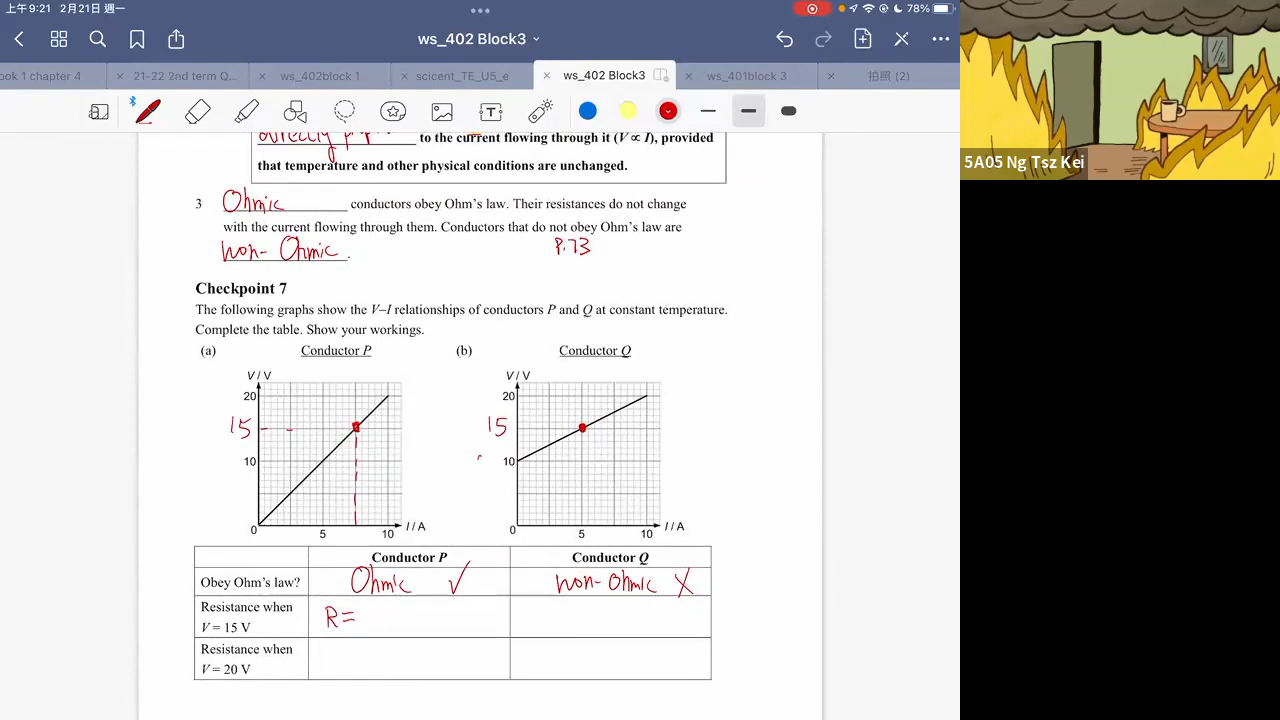 上午9:21 2月21日 週一
78%
ws_402 Block3
ook 1 chapter 4
21-22 2nd term Q...
ws_402block 1
scicent_TE_U5_e
ws_402 Block3
ws_401block 3
拍照 (2)
directly to the current flowing through it (V ∝ I), provided
that temperature and other physical conditions are unchanged.
3 Ohmic conductors obey Ohm's law. Their resistances do not change
with the current flowing through them. Conductors that do not obey Ohm's law are
non-Ohmic.
P.73
Checkpoint 7
The following graphs show the V–I relationships of conductors P and Q at constant temperature.
Complete the table. Show your workings.
(a) Conductor P
(b) Conductor Q
V / V
20
15
10
0
5
10
I / A
V / V
20
15
10
0
5
10
I / A
Conductor P Conductor Q
Obey Ohm's law? Ohmic ✓ non-ohmic X
Resistance when
V = 15 V
R=
Resistance when
V = 20 V
5A05 Ng Tsz Kei